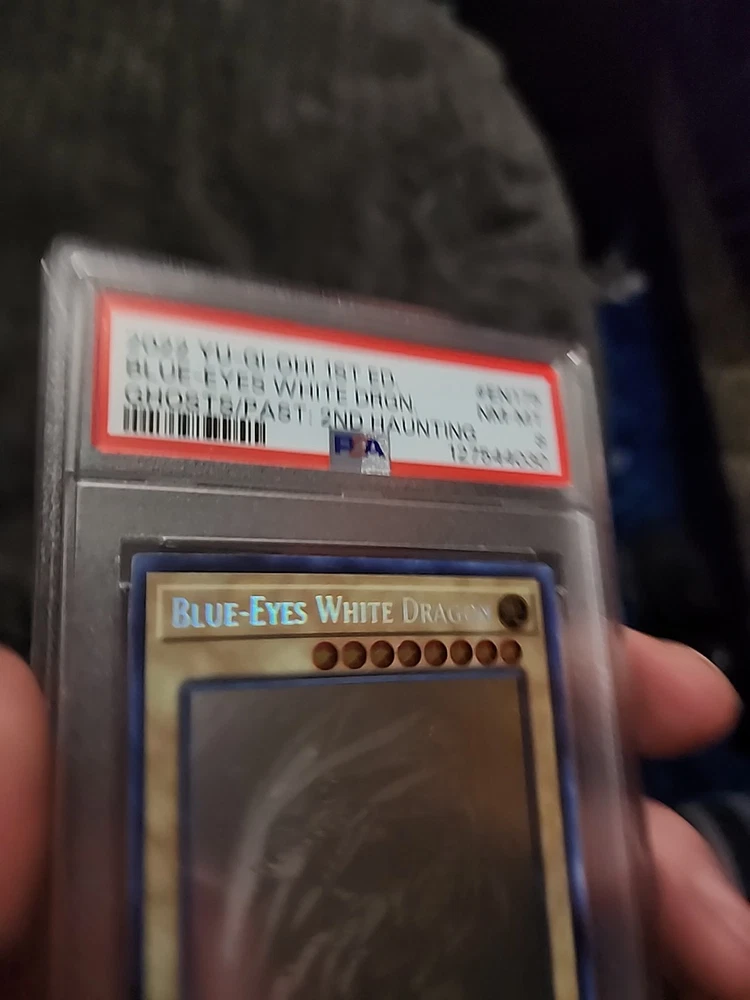 2022 YU-GI-OH! 1ST ED.
BLUE-EYES WHITE DRGN.
NM-MT
GHOSTS/PAST: 2ND HAUNTING
8
PSA
BLUE-EYES WHITE DRAGON